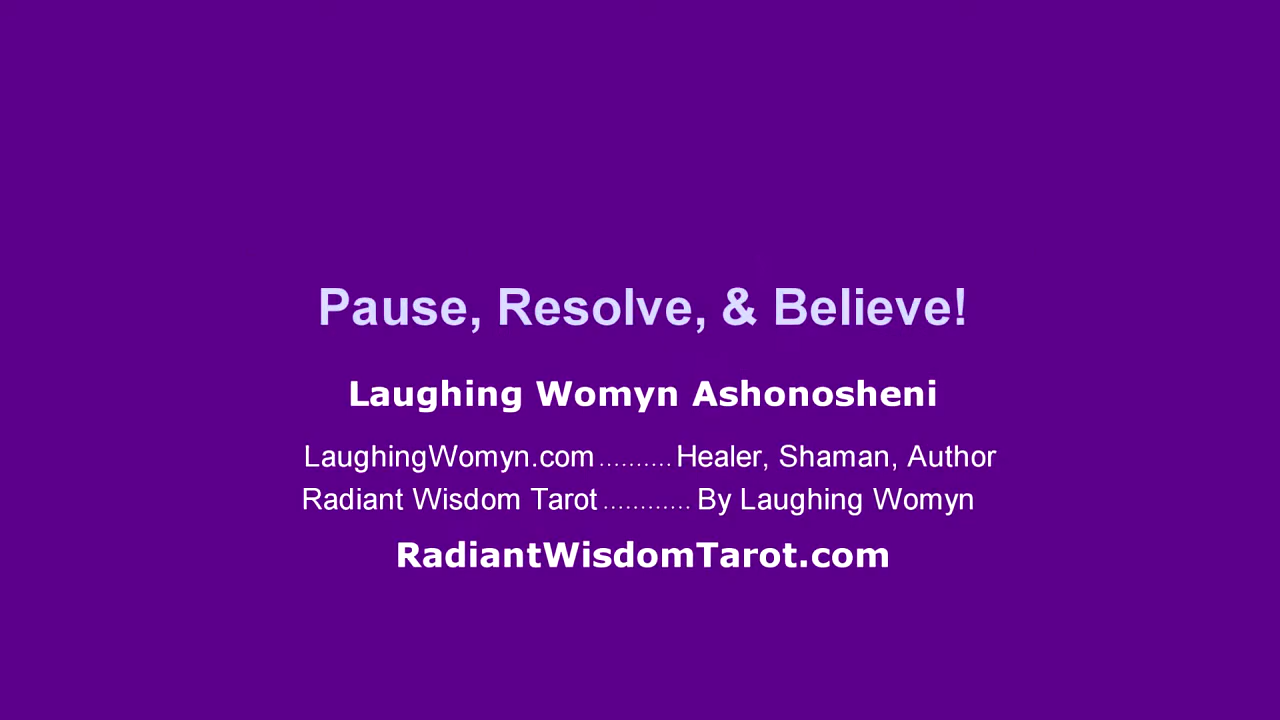 Pause, Resolve, & Believe!
Laughing Womyn Ashonosheni
LaughingWomyn.com .......... Healer, Shaman, Author
Radiant Wisdom Tarot ............ By Laughing Womyn
RadiantWisdomTarot.com